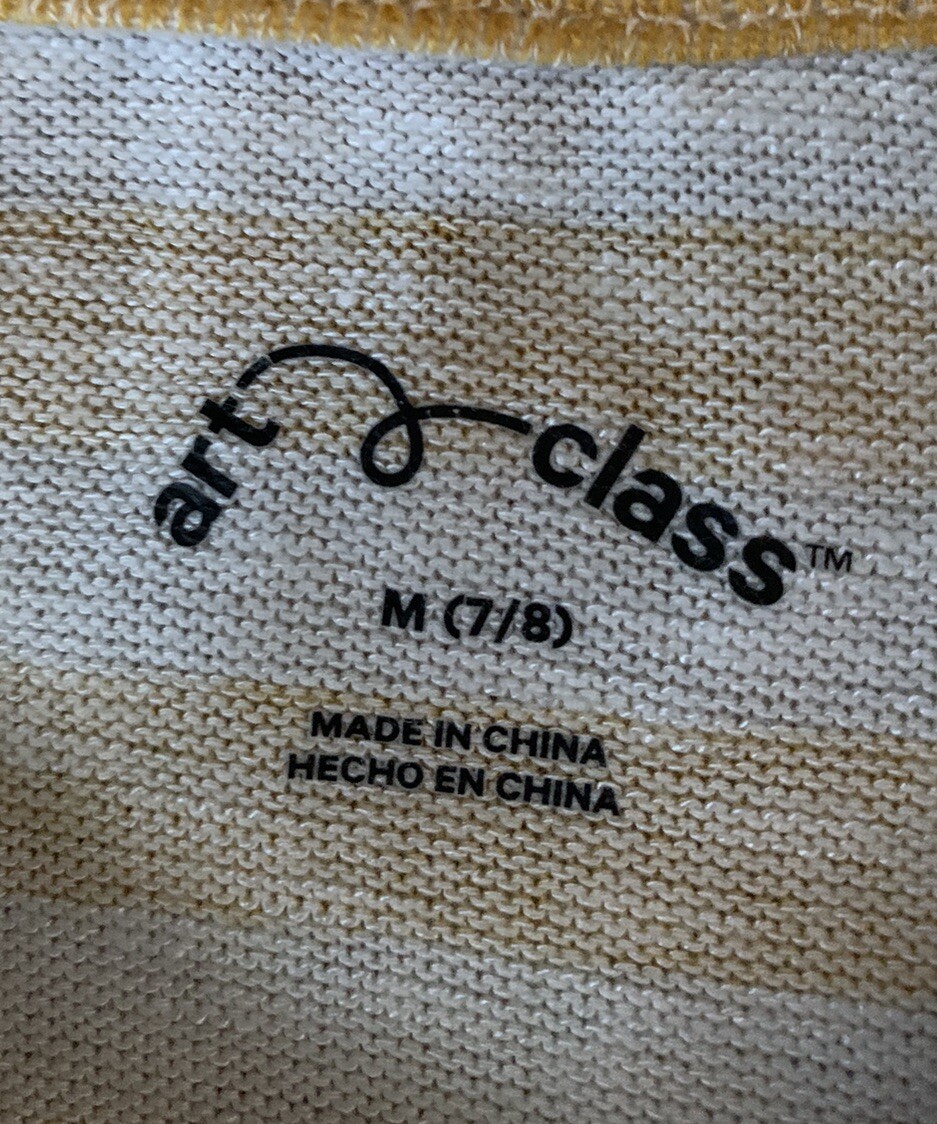 art class™
M (7/8)
MADE IN CHINA
HECHO EN CHINA